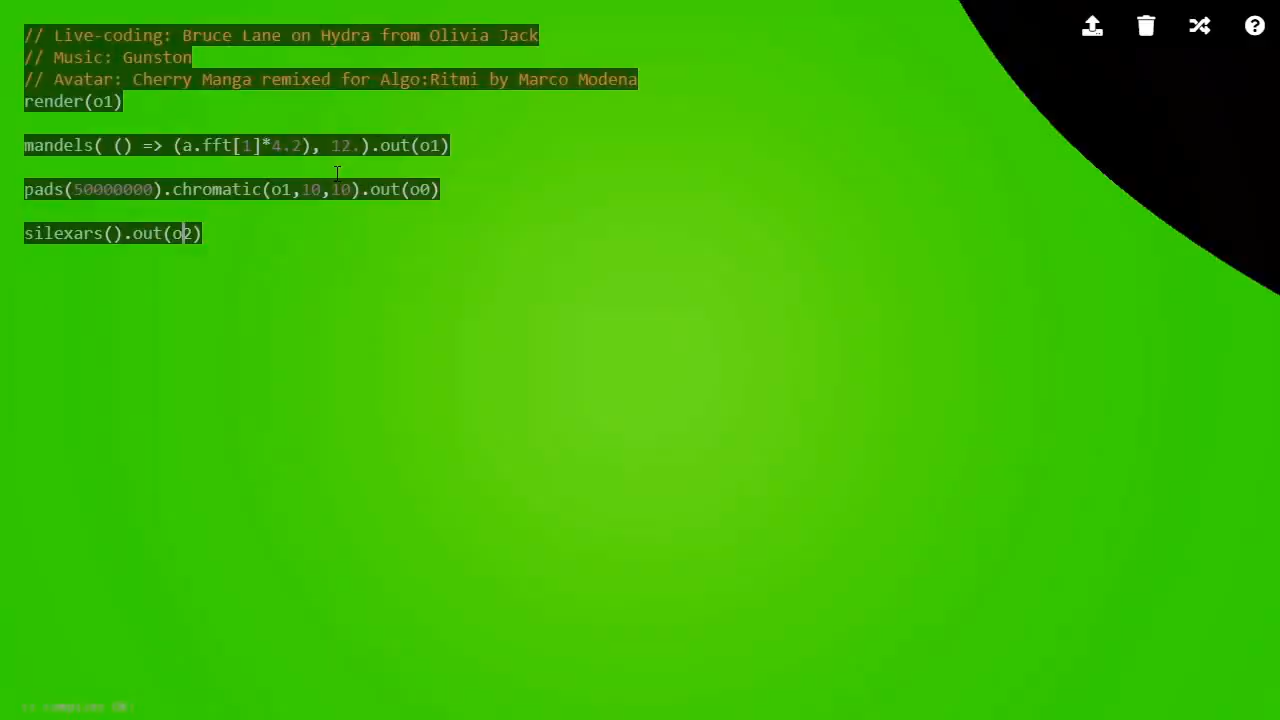 // Live-coding: Bruce Lane on Hydra from Olivia Jack
// Music: Gunston
// Avatar: Cherry Manga remixed for Algo:Ritmi by Marco Modena
render(o1)
mandels( () => (a.fft[1]*4.2), 12.).out(o1)
pads(50000000).chromatic(o1,10,10).out(o0)
silexars().out(o2)